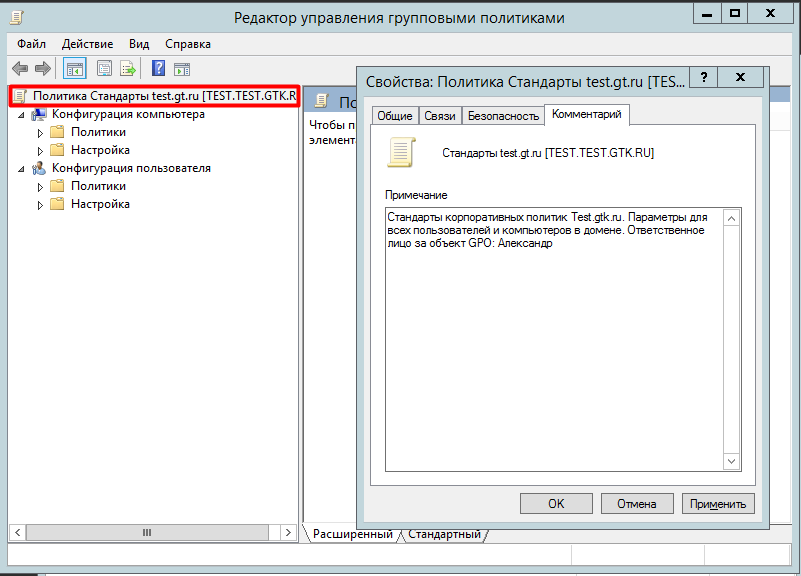 Редактор управления групповыми политиками
Файл Действие Вид Справка
Политика Стандарты test.gt.ru [TEST.TEST.GTK.R
Конфигурация компьютера
Политики
Настройка
Конфигурация пользователя
Политики
Настройка
По
Чтобы п
элемент
Расширенный Стандартный
Свойства: Политика Стандарты test.gt.ru [TES...
Общие Связи Безопасность Комментарий
Стандарты test.gt.ru [TEST.TEST.GTK.RU]
Примечание
Стандарты корпоративных политик Test.gtk.ru. Параметры для
всех пользователей и компьютеров в домене. Ответственное
лицо за объект GPO: Александр
OK Отмена Применить